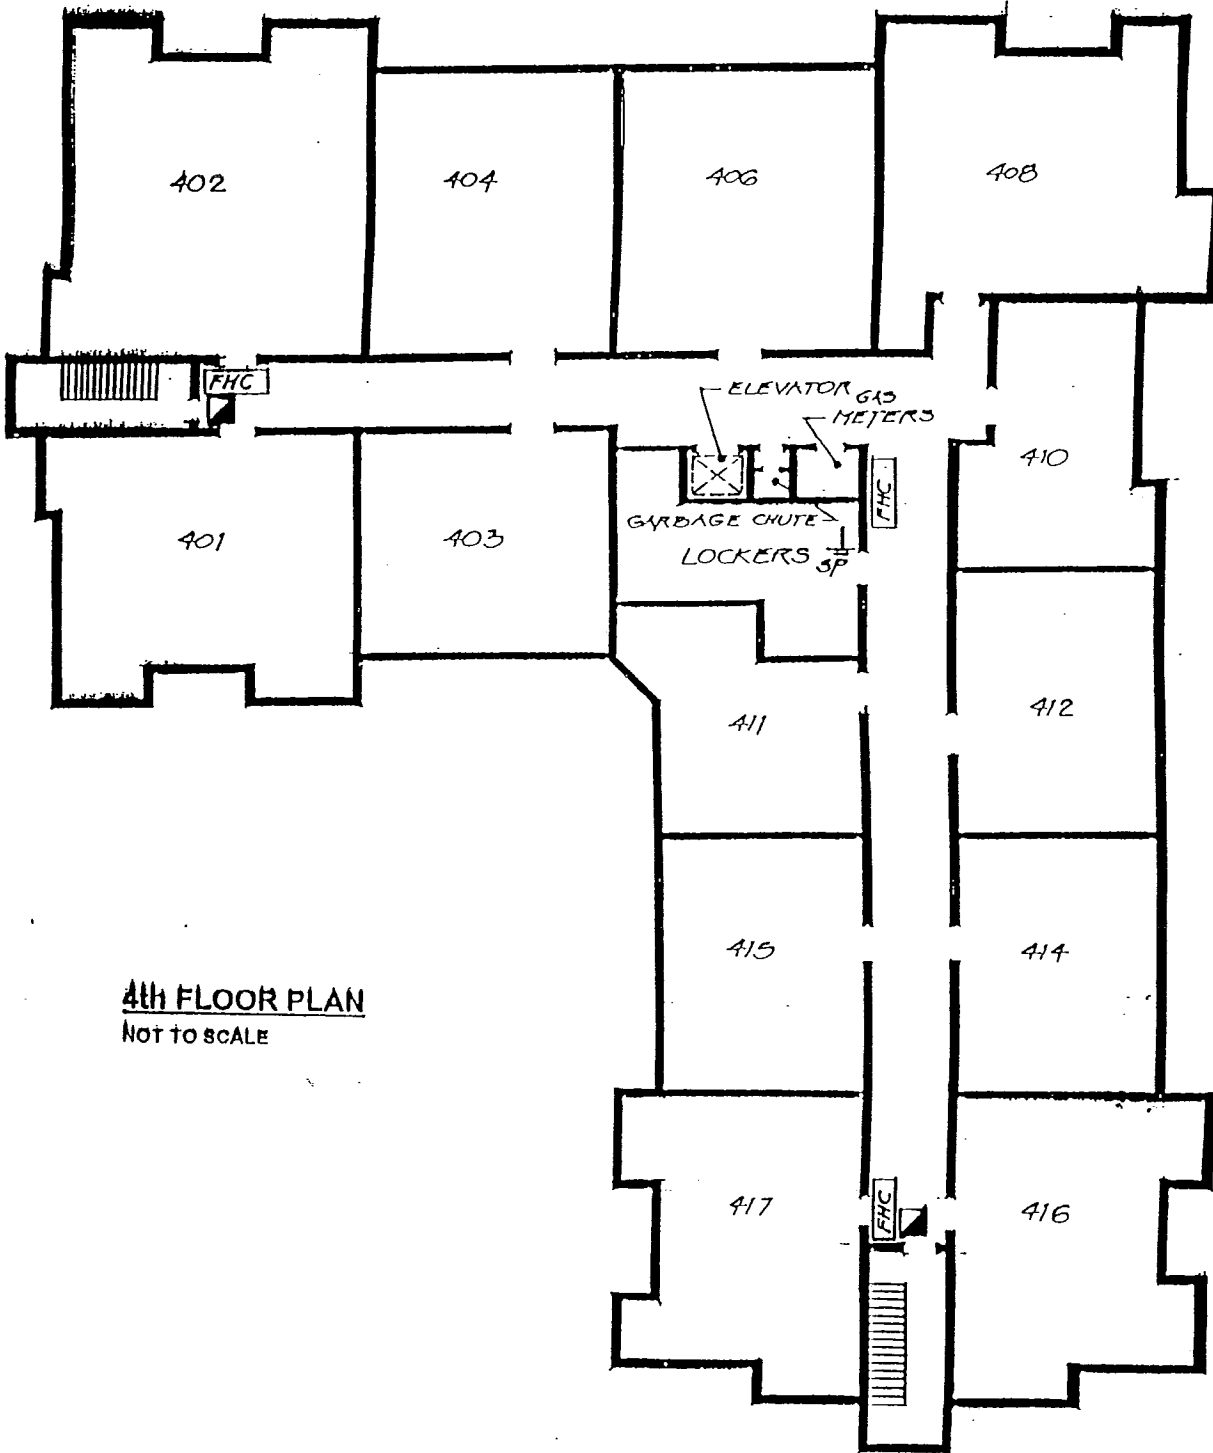 402
404
406
408
FHC
ELEVATOR
GAS
METERS
410
FHC
401
403
GARBAGE CHUTE
LOCKERS
SP
411
412
415
414
4th FLOOR PLAN
NOT TO SCALE
417
FHC
416